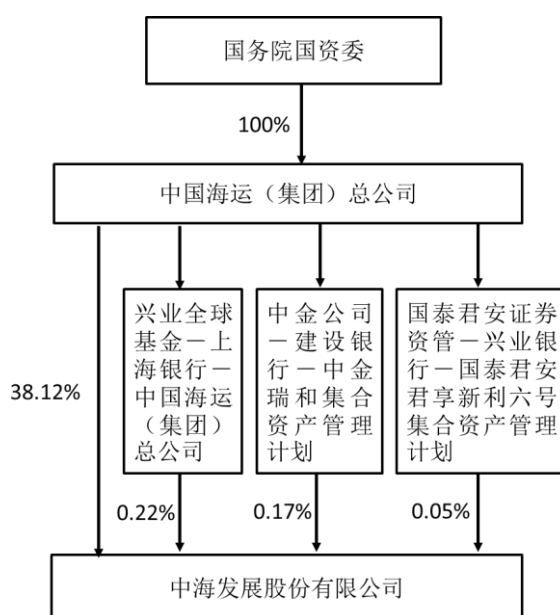 国务院国资委
100%
中国海运（集团）总公司
38.12%
兴业全球
基金－上
海银行－
中国海运
（集团）
总公司
中金公司
－建设银
行－中金
瑞和集合
资产管理
计划
国泰君安证券
资管－兴业银
行－国泰君安
君享新利六号
集合资产管理
计划
0.22%
0.17%
0.05%
中海发展股份有限公司